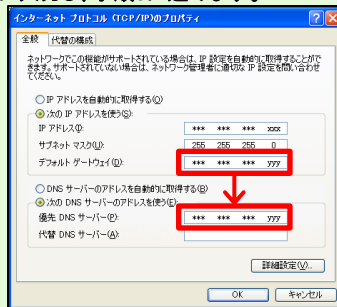 インターネット プロトコル (TCP/IP)のプロパティ
全般 代替の構成
ネットワークでこの機能がサポートされている場合は、IP 設定を自動的に取得することがで
きます。サポートされていない場合は、ネットワーク管理者に適切な IP 設定を問い合わせ
てください。
IP アドレスを自動的に取得する(O)
次の IP アドレスを使う(S):
IP アドレス(I): *** *** *** xxx
サブネット マスク(U): 255 255 255 0
デフォルト ゲートウェイ(D): *** *** *** yyy
DNS サーバーのアドレスを自動的に取得する(B)
次の DNS サーバーのアドレスを使う(E):
優先 DNS サーバー(P): *** *** *** yyy
代替 DNS サーバー(A):
詳細設定(V)...
OK キャンセル